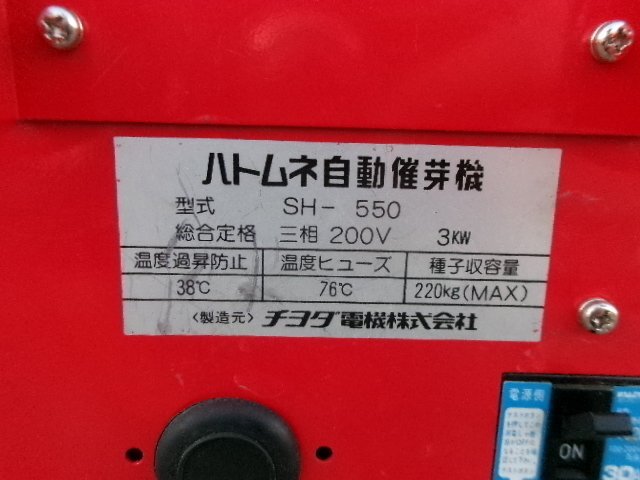 ハトムネ自動催芽機
型式 SH- 550
総合定格 三相 200V 3KW
温度過昇防止 温度ヒューズ 種子収容量
38℃ 76℃ 220kg(MAX)
〈製造元〉 チヨダ電機株式会社
電源側
ON
30